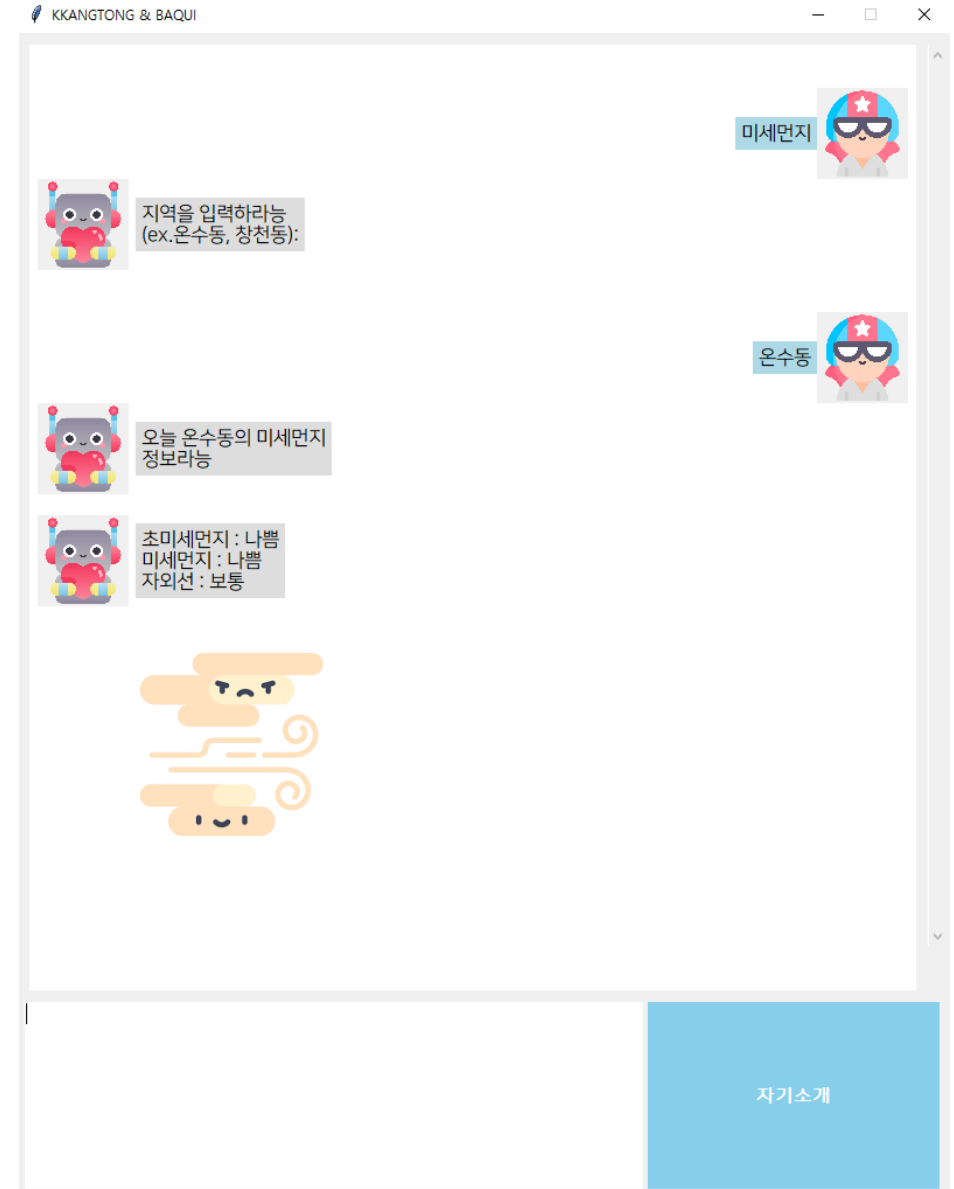 KKANGTONG & BAQUI
미세먼지
지역을 입력하라능
(ex.온수동, 창천동):
온수동
오늘 온수동의 미세먼지
정보라능
초미세먼지 : 나쁨
미세먼지 : 나쁨
자외선 : 보통
자기소개